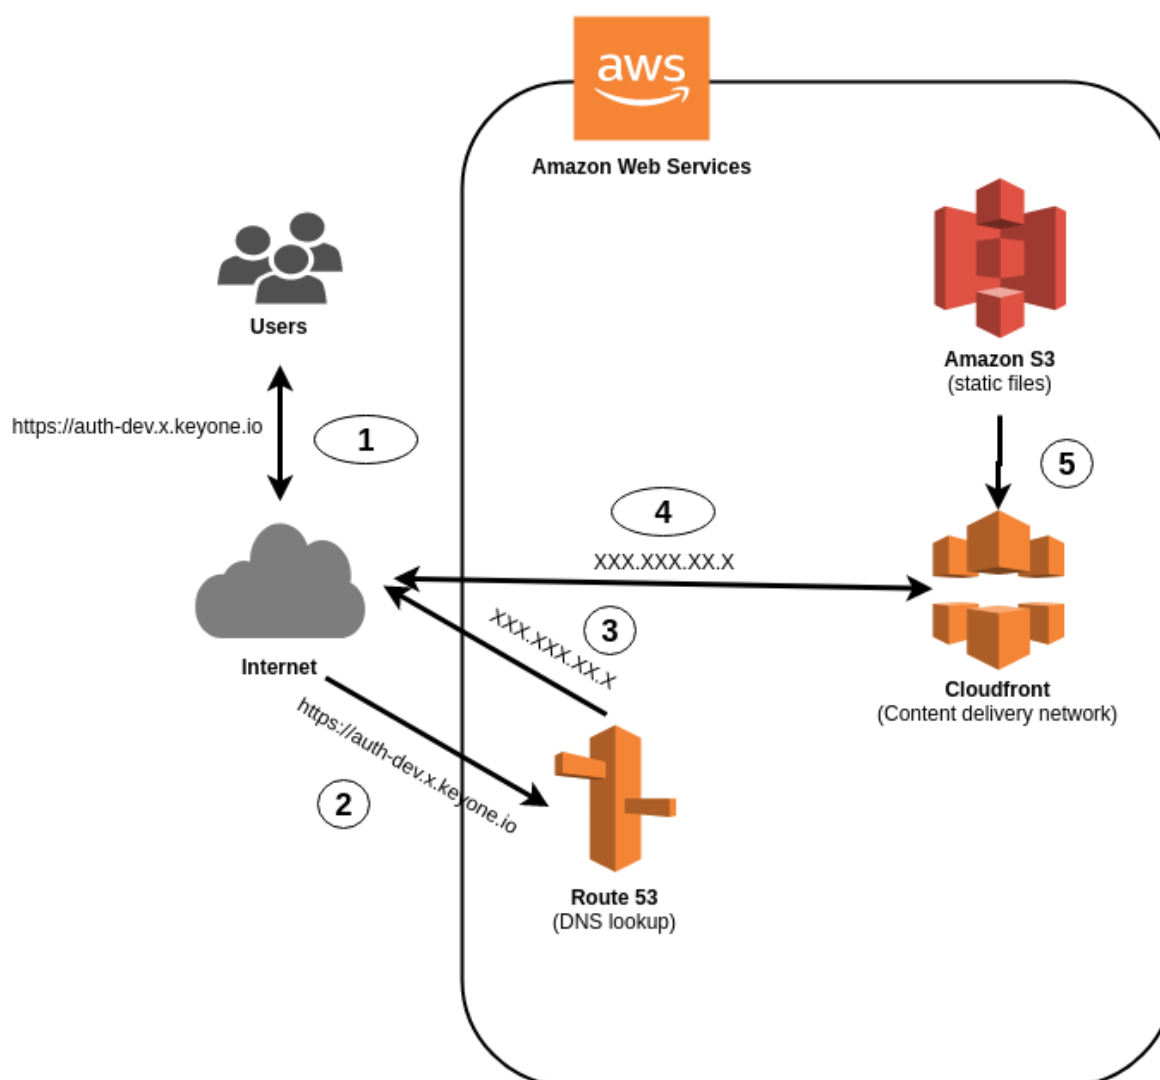 aws
Amazon Web Services
Users
Amazon S3
(static files)
https://auth-dev.x.keyone.io
1
5
4
XXX.XXX.XX.X
3
XXX.XXX.XX.X
Internet
Cloudfront
(Content delivery network)
https://auth-dev.x.keyone.io
2
Route 53
(DNS lookup)